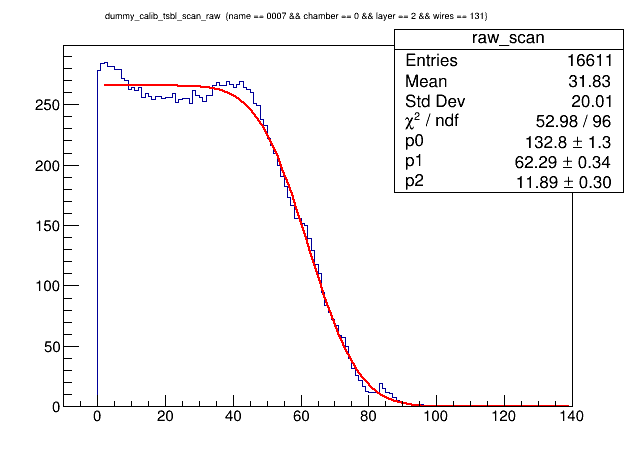 dummy_calib_tsbl_scan_raw (name == 0007 && chamber == 0 && layer == 2 && wires == 131)
raw_scan
Entries 16611
Mean 31.83
Std Dev 20.01
χ² / ndf 52.98 / 96
p0 132.8 ± 1.3
p1 62.29 ± 0.34
p2 11.89 ± 0.30
250
200
150
100
50
0
0 20 40 60 80 100 120 140